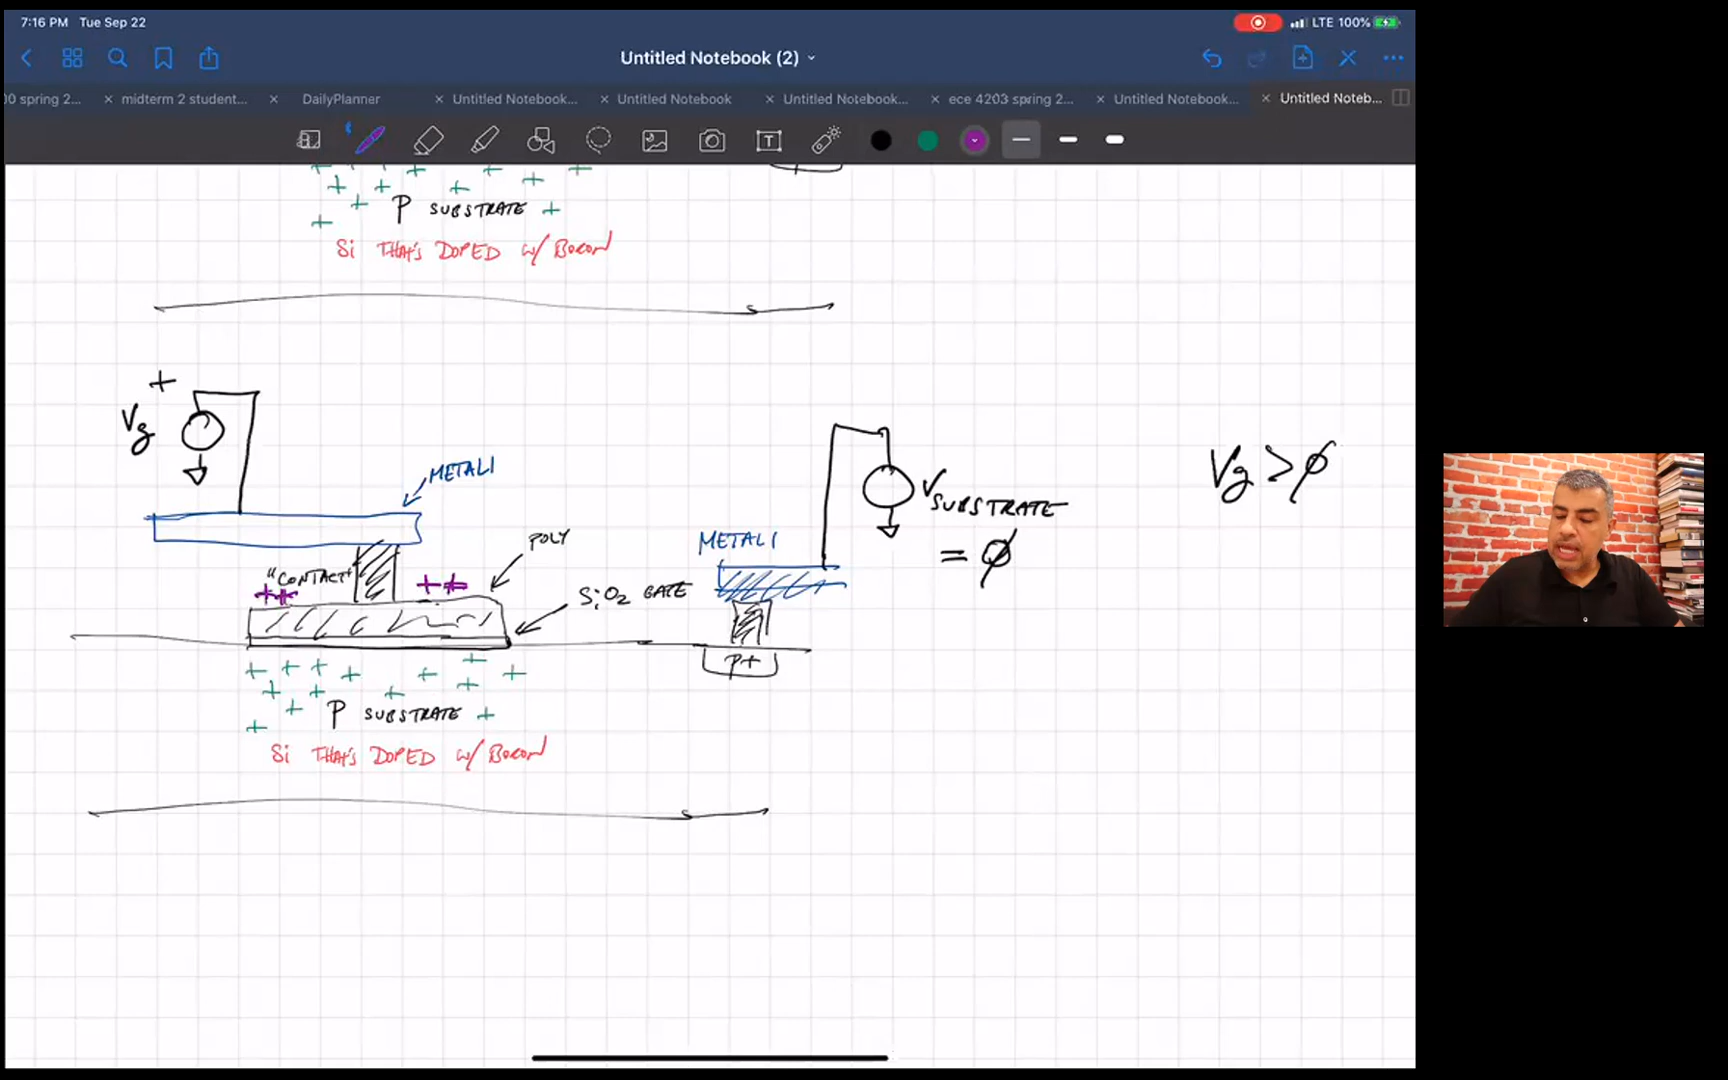 7:16 PM Tue Sep 22
LTE 100%
Untitled Notebook (2)
00 spring 2...
midterm 2 student...
DailyPlanner
Untitled Notebook...
Untitled Notebook
Untitled Notebook...
ece 4203 spring 2...
Untitled Notebook...
Untitled Noteb...
T
+ + + + + +
+ + + +
+ P SUBSTRATE +
+
Si THAT'S DOPED w/ BORON
+
Vg
METAL1
Vg > ∅
VSUBSTRATE
= ∅
POLY
METAL1
"CONTACT"
++ ++
SiO2 GATE
P+
+ + + + + + +
+ + + +
+ P SUBSTRATE +
+
Si THAT'S DOPED w/ BORON